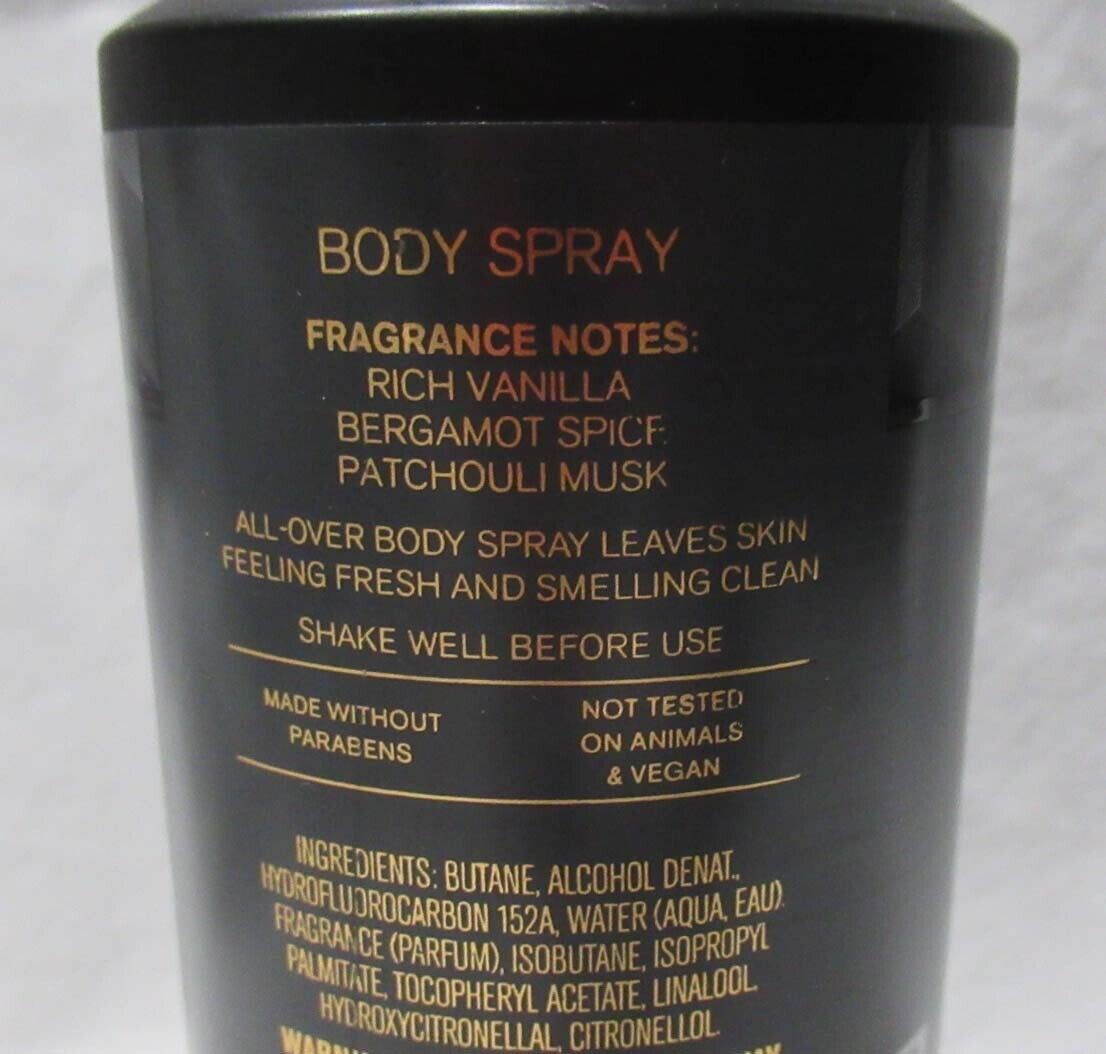 BODY SPRAY
FRAGRANCE NOTES:
RICH VANILLA
BERGAMOT SPICE
PATCHOULI MUSK
ALL-OVER BODY SPRAY LEAVES SKIN
FEELING FRESH AND SMELLING CLEAN
SHAKE WELL BEFORE USE
MADE WITHOUT
PARABENS
NOT TESTED
ON ANIMALS
& VEGAN
INGREDIENTS: BUTANE, ALCOHOL DENAT.,
HYDROFLUOROCARBON 152A, WATER (AQUA, EAU)
FRAGRANCE (PARFUM), ISOBUTANE, ISOPROPYL
PALMITATE, TOCOPHERYL ACETATE, LINALOOL
HYDROXYCITRONELLAL, CITRONELLOL.